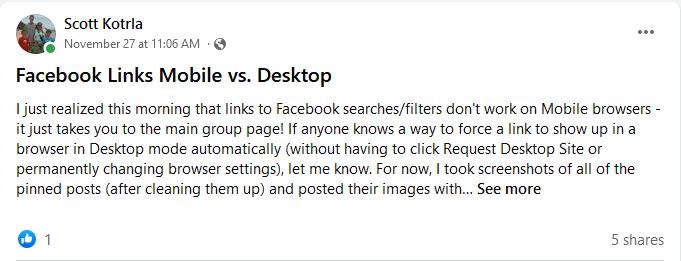 Scott Kotrla
November 27 at 11:06 AM ·
Facebook Links Mobile vs. Desktop
I just realized this morning that links to Facebook searches/filters don't work on Mobile browsers -
it just takes you to the main group page! If anyone knows a way to force a link to show up in a
browser in Desktop mode automatically (without having to click Request Desktop Site or
permanently changing browser settings), let me know. For now, I took screenshots of all of the
pinned posts (after cleaning them up) and posted their images with... See more
1
5 shares